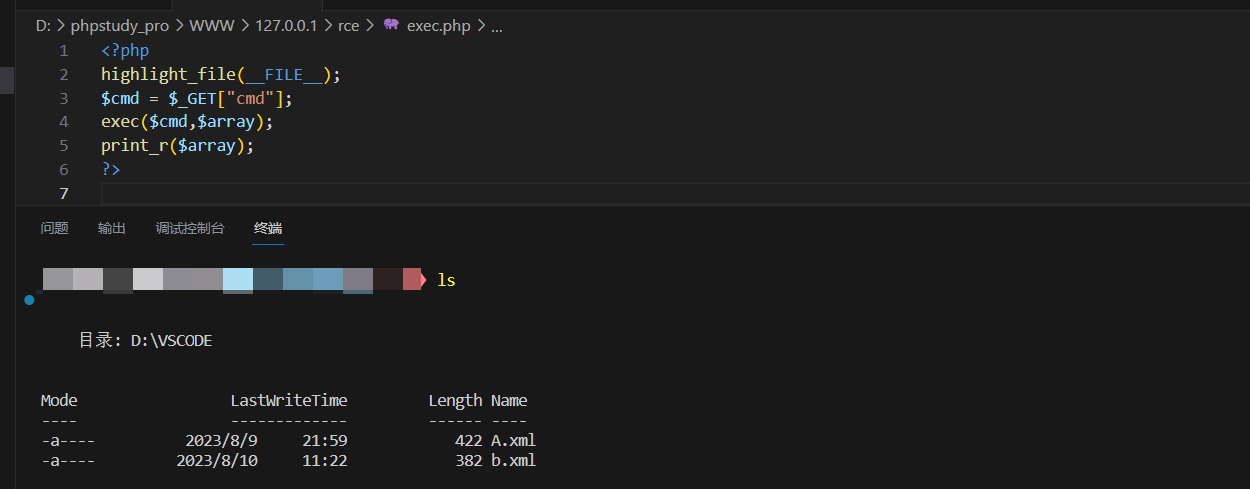 D: > phpstudy_pro > WWW > 127.0.0.1 > rce > exec.php > ...
1 <?php
2 highlight_file(__FILE__);
3 $cmd = $_GET["cmd"];
4 exec($cmd,$array);
5 print_r($array);
6 ?>
7
问题 输出 调试控制台 终端
ls
目录: D:\VSCODE
Mode LastWriteTime Length Name
---- ------------- ------ ----
-a---- 2023/8/9 21:59 422 A.xml
-a---- 2023/8/10 11:22 382 b.xml